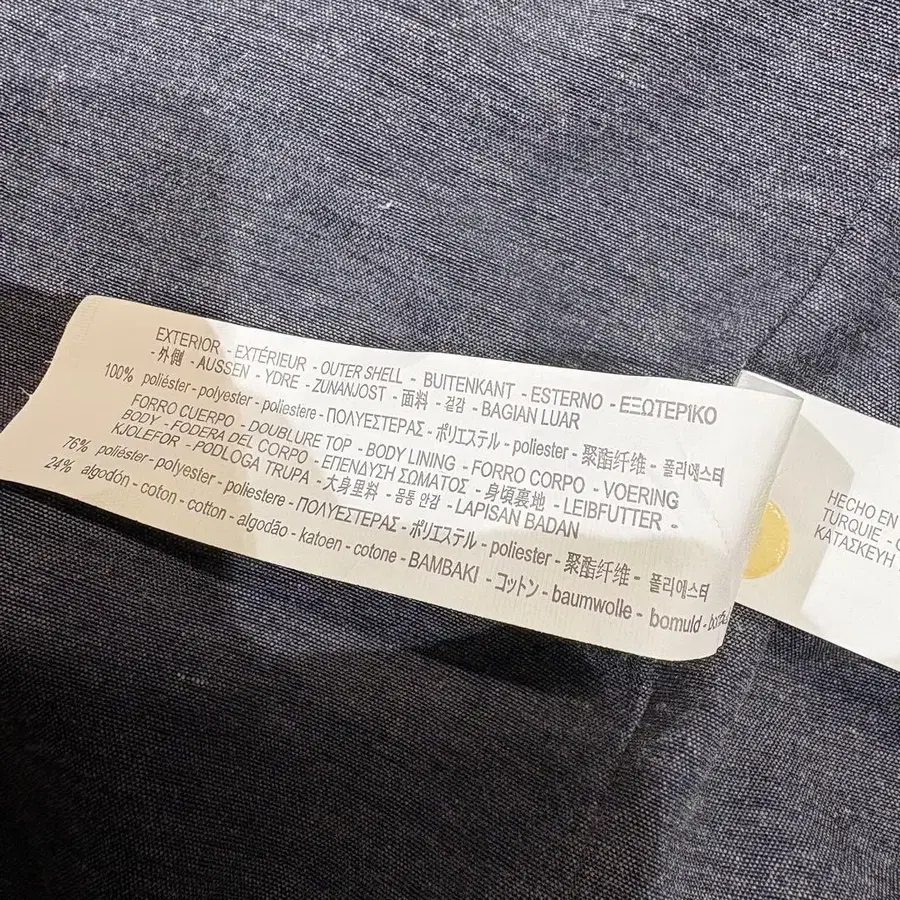 EXTERIOR - EXTÉRIEUR - OUTER SHELL - BUITENKANT - ESTERNO - ΕΞΩΤΕΡΙΚΟ
- 外側 - AUSSEN - YDRE - ZUNANJOST - 面料 - 겉감 - BAGIAN LUAR
100% poliéster - polyester - poliestere - ΠΟΛΥΕΣΤΕΡΑΣ - ポリエステル - poliester - 聚酯纤维 - 폴리에스터
FORRO CUERPO - DOUBLURE TOP - BODY LINING - FORRO CORPO - VOERING
BODY - FODERA DEL CORPO - ΕΠΕΝΔΥΣΗ ΣΩΜΑΤΟΣ - 身頃裏地 - LEIBFUTTER -
KJOLEFOR - PODLOGA TRUPA - 大身里料 - 몸통 안감 - LAPISAN BADAN
76% poliéster - polyester - poliestere - ΠΟΛΥΕΣΤΕΡΑΣ - ポリエステル - poliester - 聚酯纤维 - 폴리에스터
24% algodón - coton - cotton - algodão - katoen - cotone - BAMBAKI - コットン - baumwolle - bomuld -
HECHO EN
TURQUIE -
ΚΑΤΑΣΚΕΥΗ